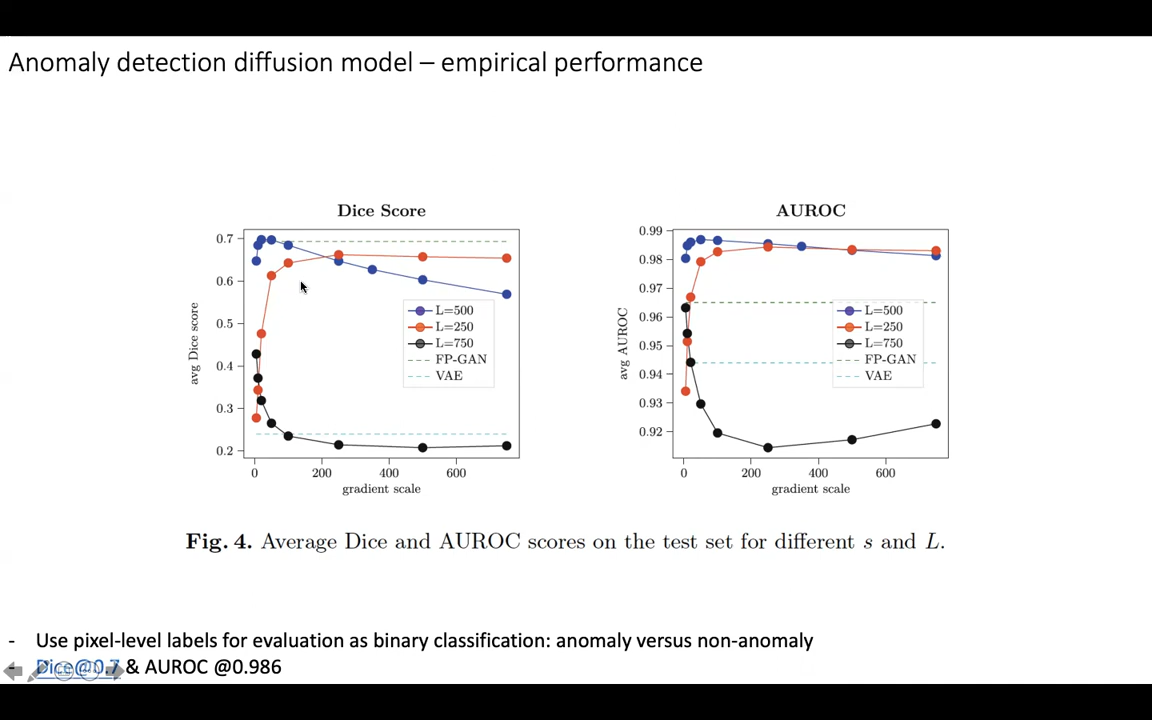 Anomaly detection diffusion model – empirical performance
Dice Score
avg Dice score
0.7
0.6
0.5
0.4
0.3
0.2
0
200
400
600
gradient scale
L=500
L=250
L=750
FP-GAN
VAE
AUROC
avg AUROC
0.99
0.98
0.97
0.96
0.95
0.94
0.93
0.92
0
200
400
600
gradient scale
L=500
L=250
L=750
FP-GAN
VAE
Fig. 4. Average Dice and AUROC scores on the test set for different s and L.
- Use pixel-level labels for evaluation as binary classification: anomaly versus non-anomaly
- Dice@0.7 & AUROC @0.986